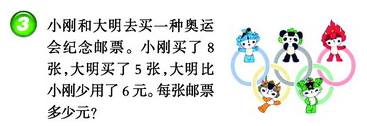 3
小刚和大明去买一种奥运
会纪念邮票。小刚买了 8
张,大明买了 5 张,大明比
小刚少用了 6 元。每张邮票
多少元?